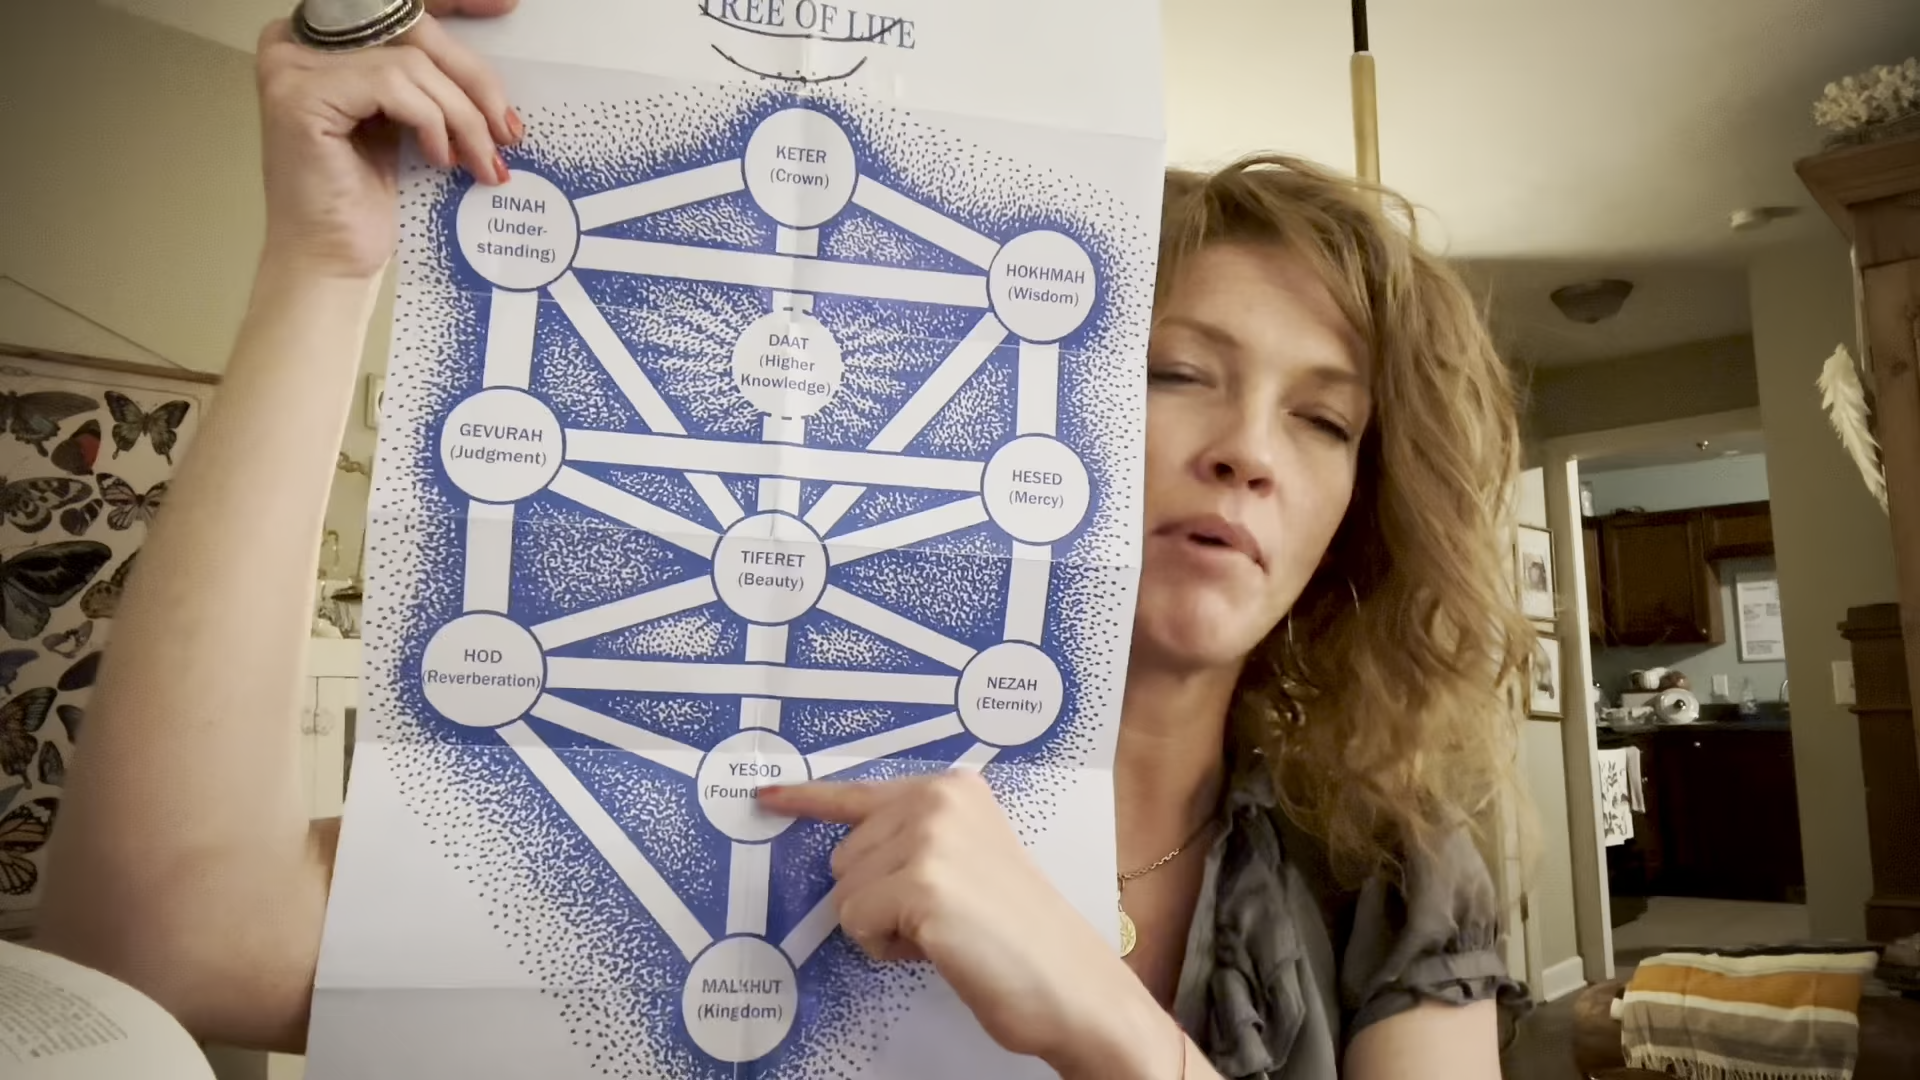 TREE OF LIFE
KETER
(Crown)
BINAH
(Under-
standing)
HOKHMAH
(Wisdom)
DAAT
(Higher
Knowledge)
GEVURAH
(Judgment)
HESED
(Mercy)
TIFERET
(Beauty)
HOD
(Reverberation)
NEZAH
(Eternity)
YESOD
(Found
MALKHUT
(Kingdom)